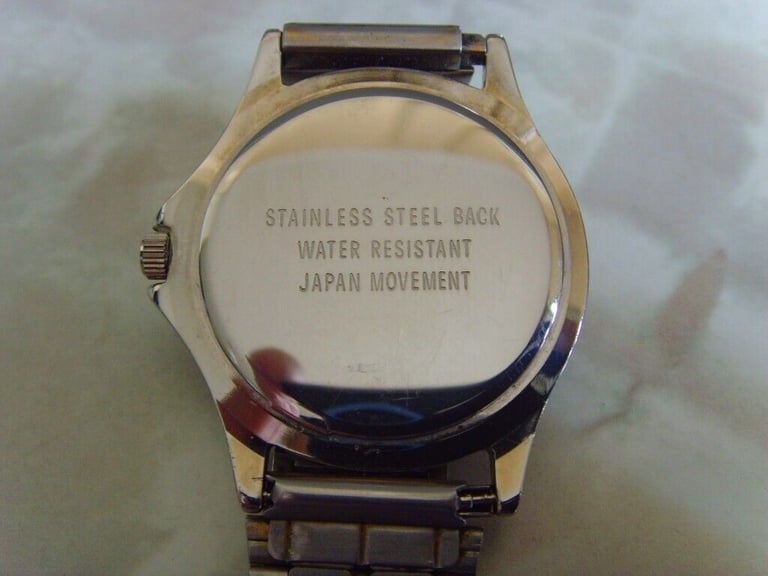 STAINLESS STEEL BACK
WATER RESISTANT
JAPAN MOVEMENT